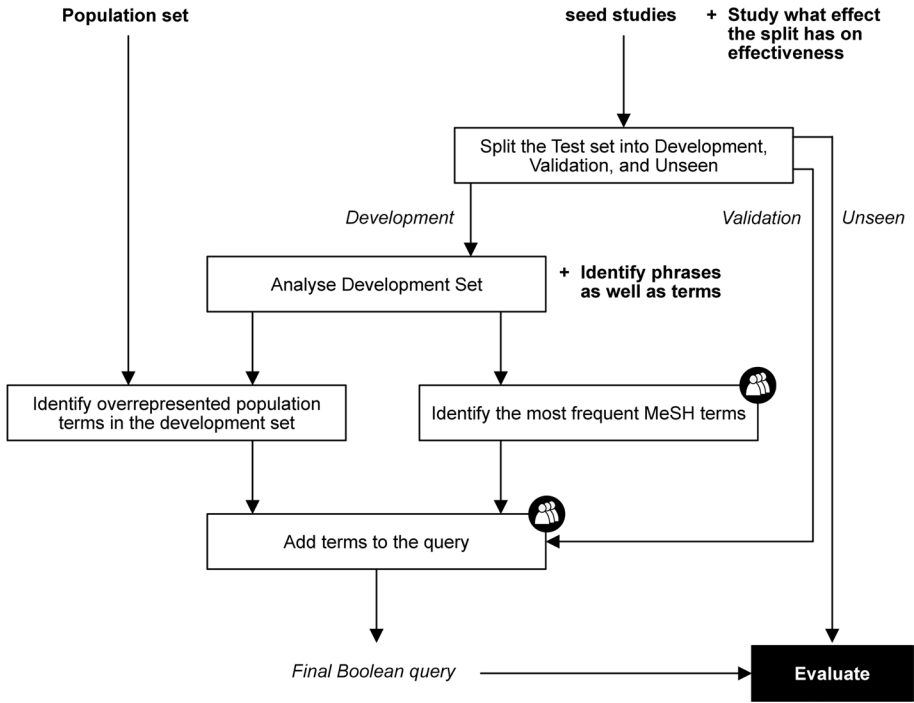 Population set
seed studies
+ Study what effect
the split has on
effectiveness
Split the Test set into Development,
Validation, and Unseen
Development
Validation
Unseen
Analyse Development Set
+ Identify phrases
as well as terms
Identify overrepresented population
terms in the development set
Identify the most frequent MeSH terms
Add terms to the query
Final Boolean query
Evaluate